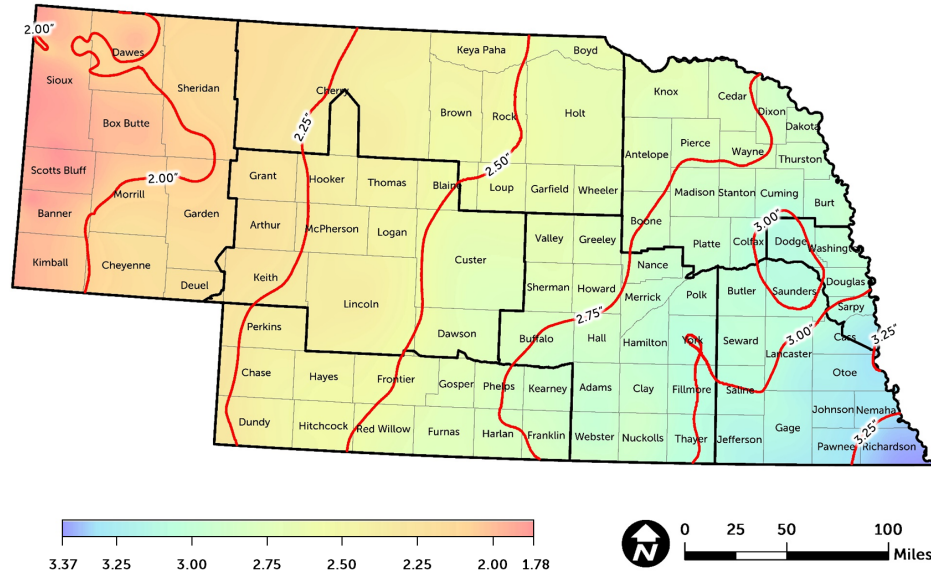 2.00"
Dawes
Keya Paha
Boyd
Sioux
Sheridan
Cherry
Knox
Cedar
Box Butte
Brown
Rock
Holt
Dixon
Dakota
2.25"
Pierce
Wayne
Antelope
Thurston
Scotts Bluff
2.00"
2.50"
Grant
Hooker
Thomas
Blaine
Loup
Garfield
Wheeler
Morrill
Madison
Stanton
Cuming
Burt
Banner
Garden
Arthur
McPherson
Logan
Boone
3.00"
Valley
Greeley
Platte
Colfax
Dodge
Washington
Kimball
Cheyenne
Deuel
Keith
Custer
Nance
Sherman
Howard
Merrick
Polk
Butler
Saunders
Douglas
Sarpy
Lincoln
2.75"
Perkins
Dawson
Buffalo
Hall
Hamilton
York
Seward
3.00"
Lancaster
Cass
3.25"
Chase
Hayes
Frontier
Gosper
Phelps
Kearney
Adams
Clay
Fillmore
Saline
Otoe
Dundy
Hitchcock
Red Willow
Furnas
Harlan
Franklin
Webster
Nuckolls
Thayer
Jefferson
Gage
Johnson
Nemaha
3.25"
Pawnee
Richardson
3.37 3.25 3.00 2.75 2.50 2.25 2.00 1.78
N
0 25 50 100
Miles